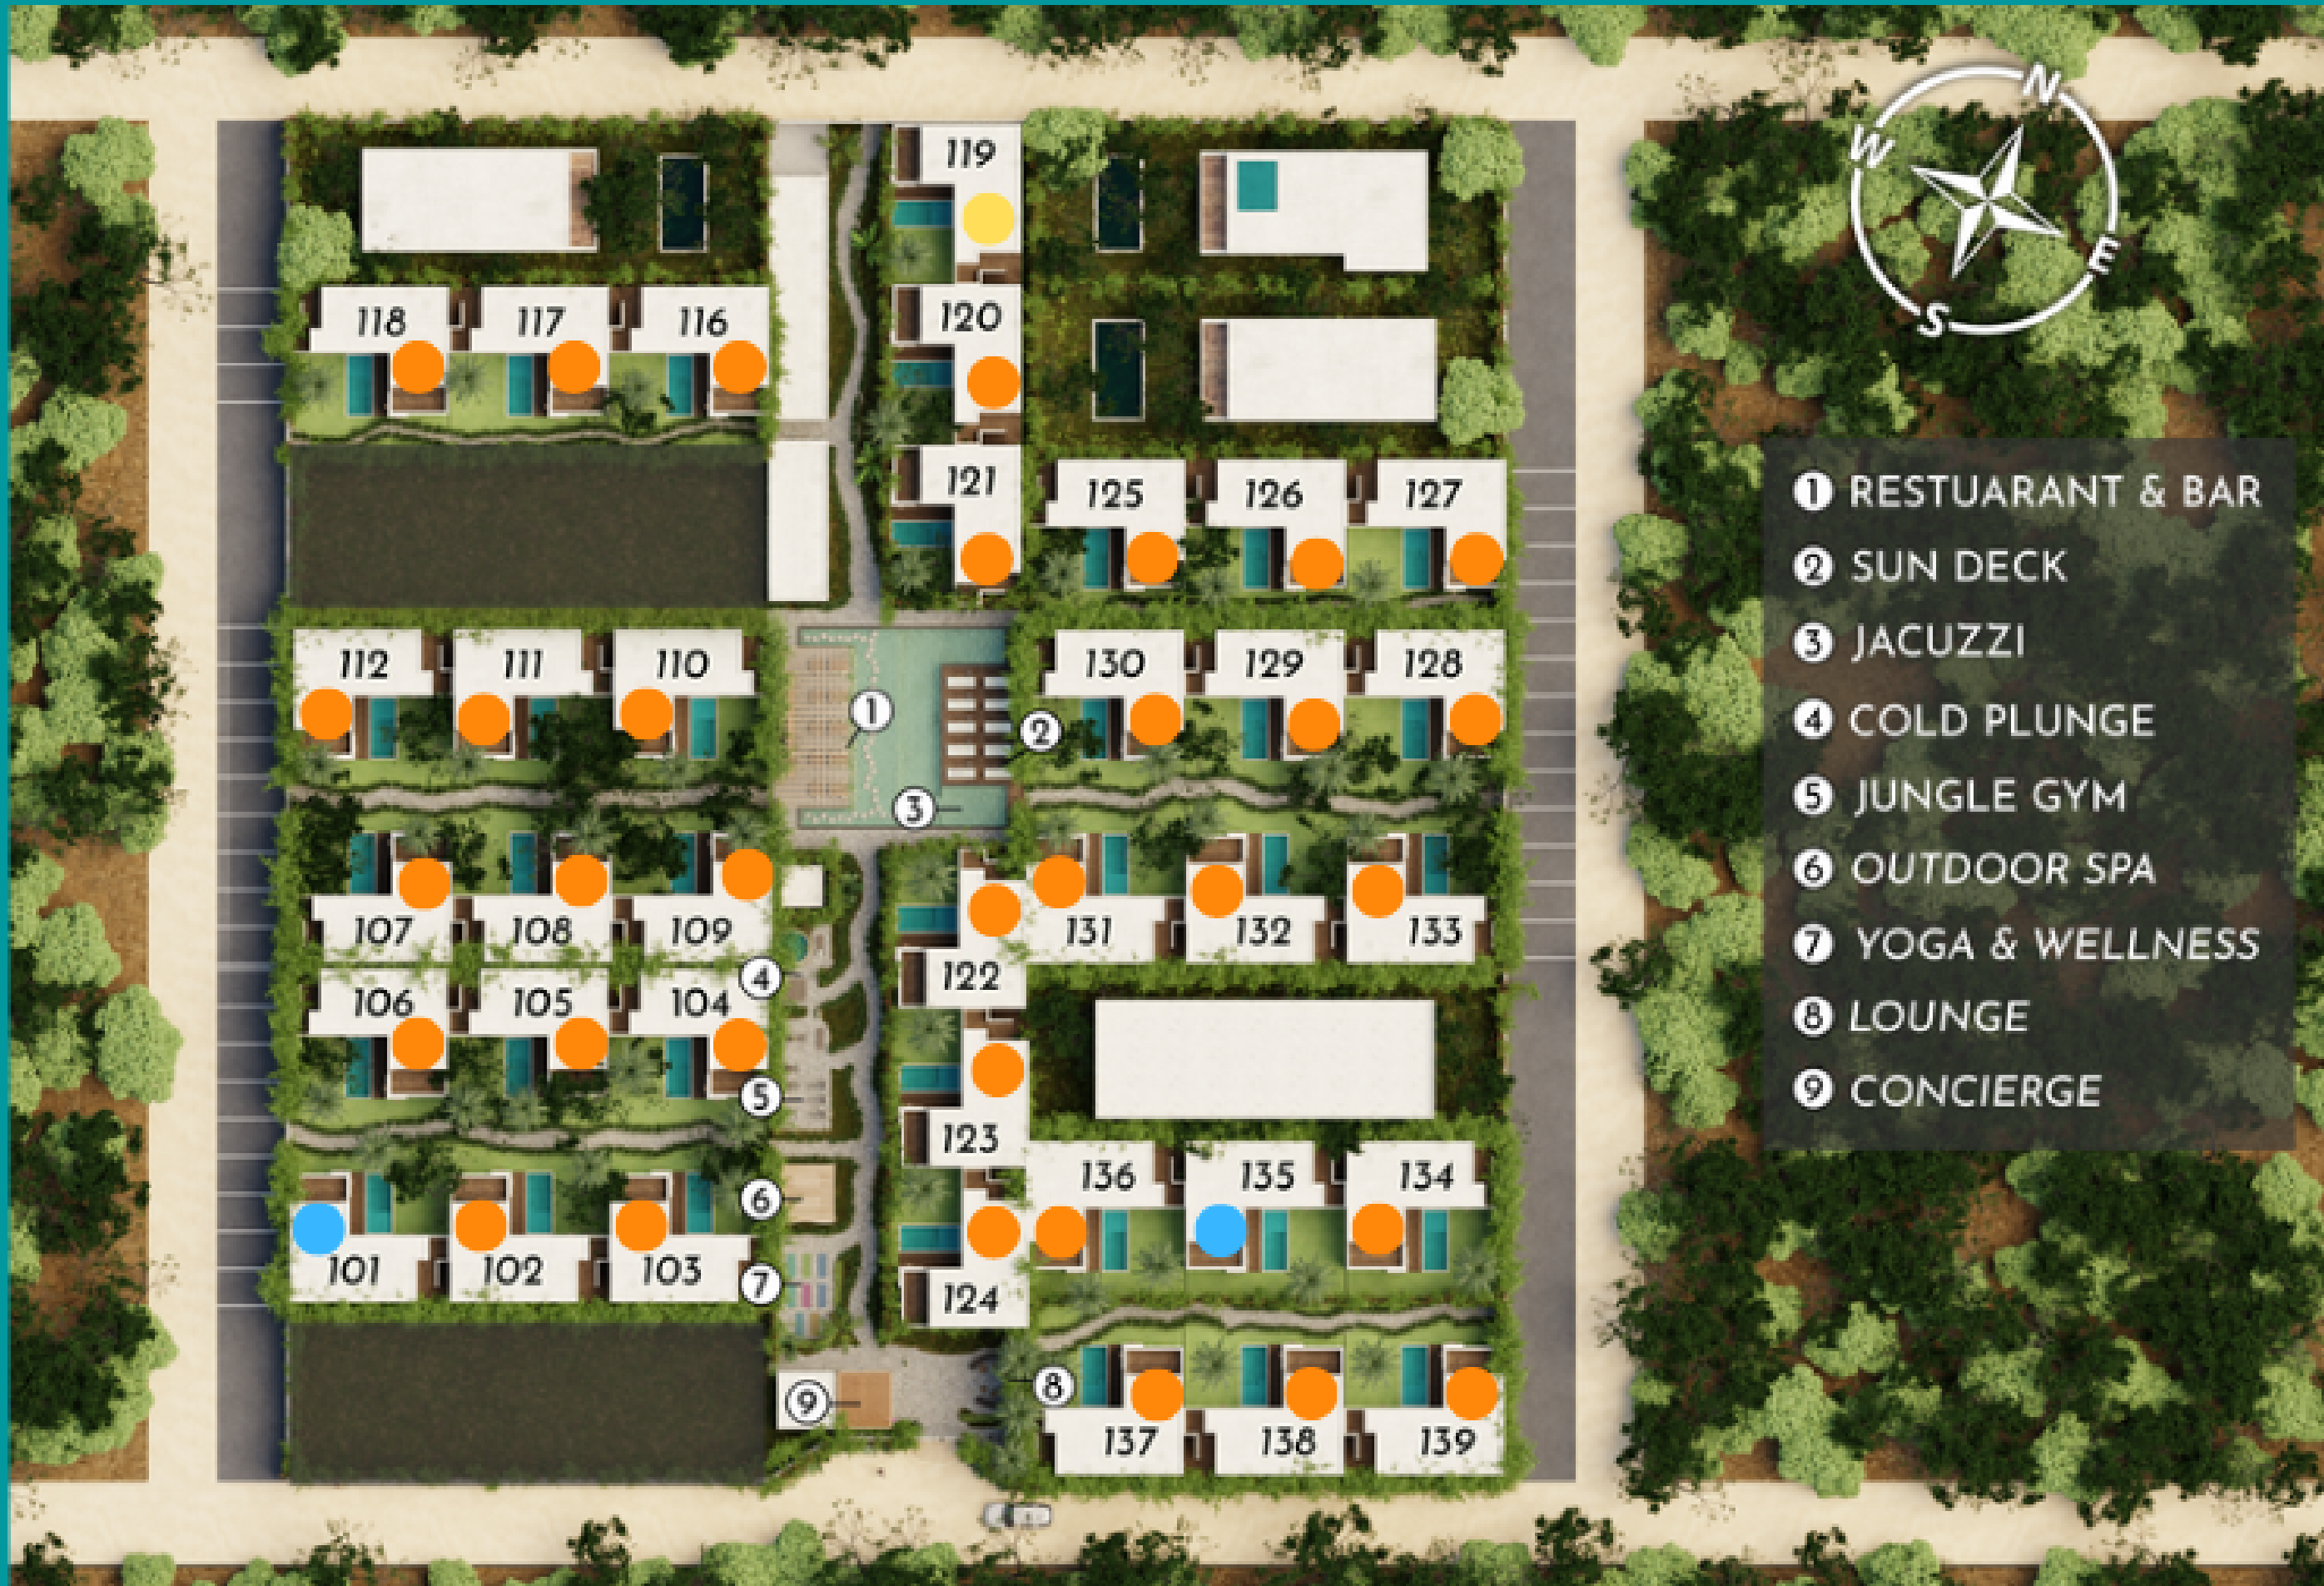 N
W
E
S
119
118 117 116
120
121
125 126 127
112 111 110
130 129 128
1
2
3
107 108 109
131 132 133
122
4
106 105 104
5
123
136 135 134
6
101 102 103
7
124
8
9
137 138 139
1 RESTUARANT & BAR
2 SUN DECK
3 JACUZZI
4 COLD PLUNGE
5 JUNGLE GYM
6 OUTDOOR SPA
7 YOGA & WELLNESS
8 LOUNGE
9 CONCIERGE